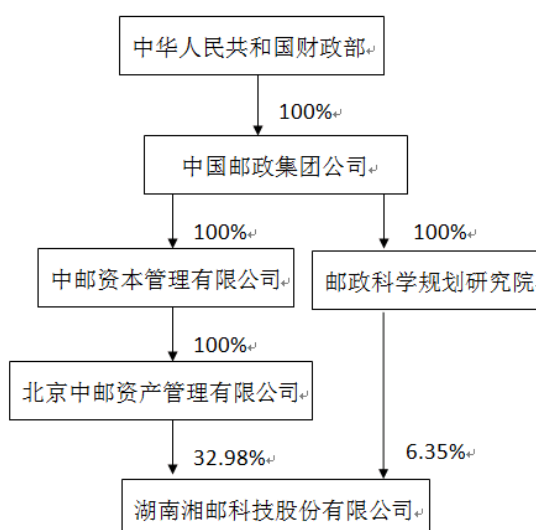 中华人民共和国财政部
100%
中国邮政集团公司
100%
100%
中邮资本管理有限公司
邮政科学规划研究院
100%
北京中邮资产管理有限公司
32.98%
6.35%
湖南湘邮科技股份有限公司